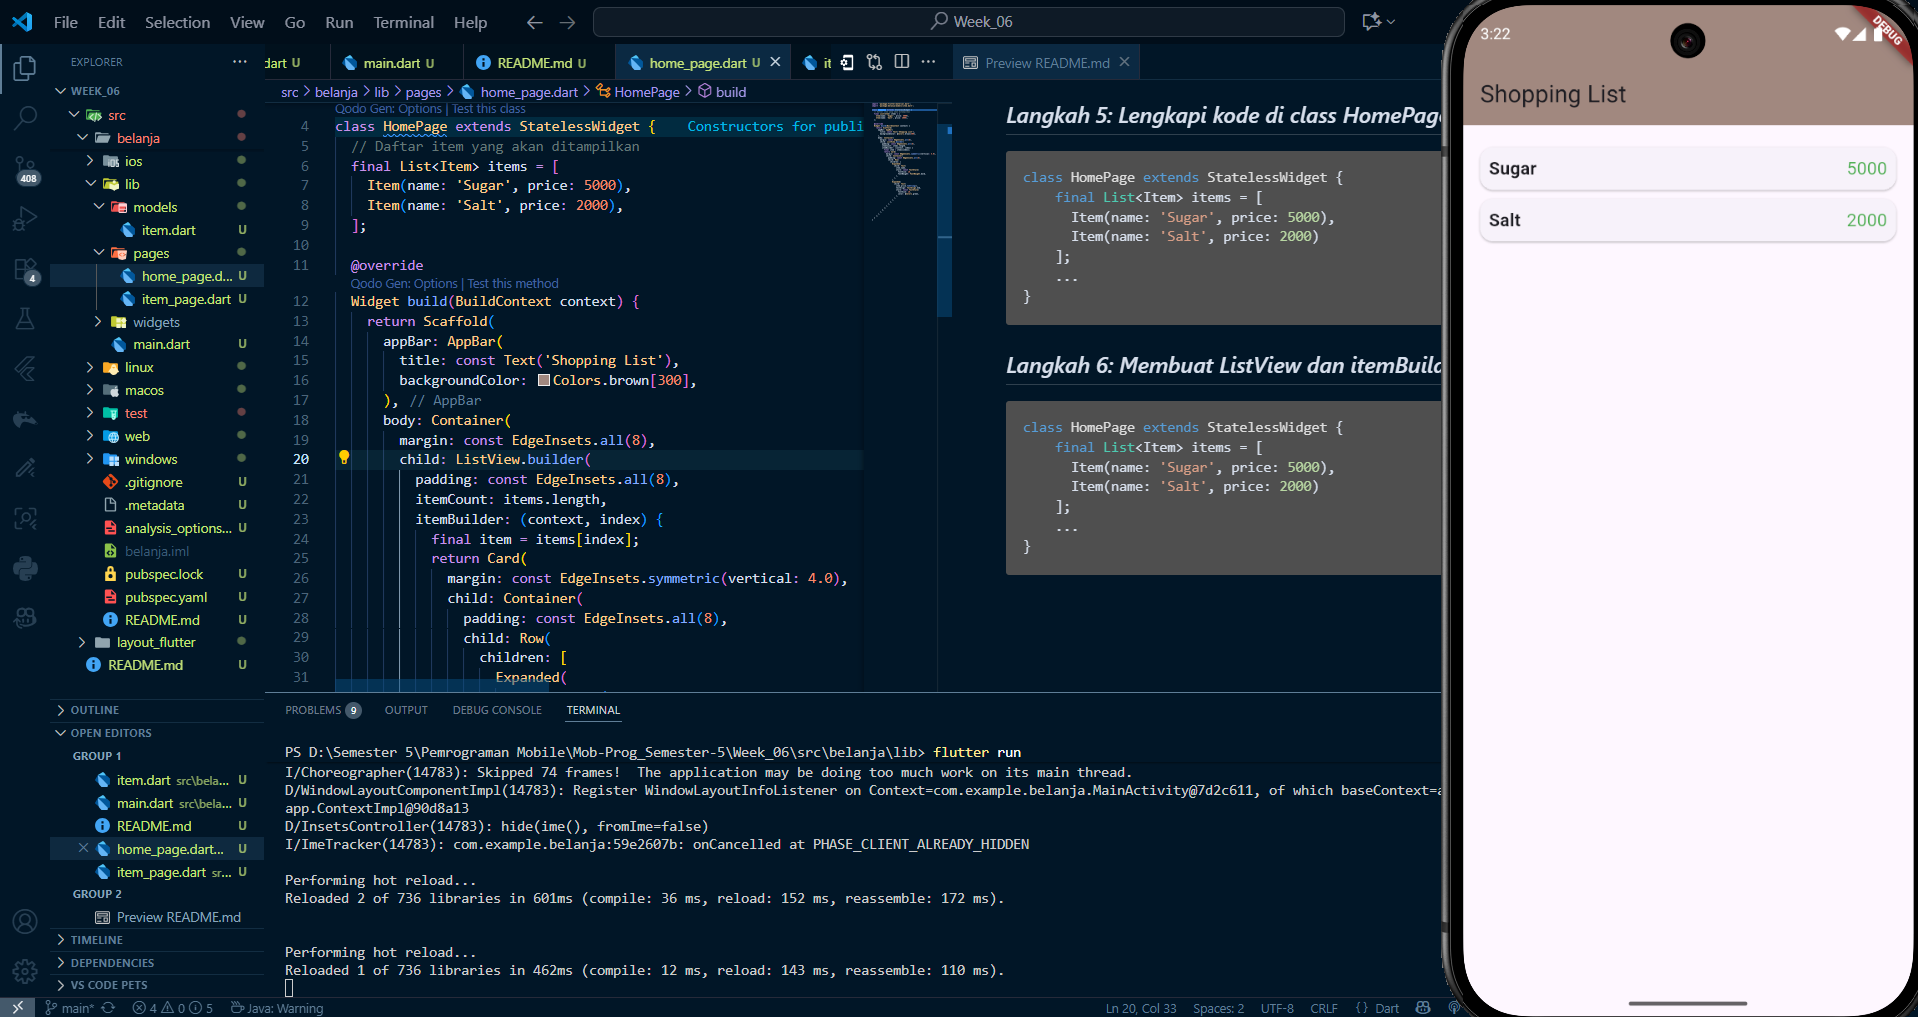 File Edit Selection View Go Run Terminal Help
Week_06
EXPLORER
WEEK_06
src
belanja
ios
lib
models
item.dart U
pages
home_page.d... U
item_page.dart U
widgets
main.dart U
linux
macos
test
web
windows
.gitignore U
.metadata U
analysis_options... U
belanja.iml
pubspec.lock U
pubspec.yaml U
README.md U
layout_flutter
README.md U
OUTLINE
OPEN EDITORS
GROUP 1
item.dart src\bela... U
main.dart src\bela... U
README.md U
home_page.dart... U
item_page.dart sr... U
GROUP 2
Preview README.md
TIMELINE
DEPENDENCIES
VS CODE PETS
408
4
dart U
main.dart U
README.md U
home_page.dart U
it
Preview README.md
src > belanja > lib > pages > home_page.dart > HomePage > build
Qodo Gen: Options | Test this class
4 class HomePage extends StatelessWidget { Constructors for publi
5 // Daftar item yang akan ditampilkan
6 final List<Item> items = [
7 Item(name: 'Sugar', price: 5000),
8 Item(name: 'Salt', price: 2000),
9 ];
10
11 @override
Qodo Gen: Options | Test this method
12 Widget build(BuildContext context) {
13 return Scaffold(
14 appBar: AppBar(
15 title: const Text('Shopping List'),
16 backgroundColor: Colors.brown[300],
17 ), // AppBar
18 body: Container(
19 margin: const EdgeInsets.all(8),
20 child: ListView.builder(
21 padding: const EdgeInsets.all(8),
22 itemCount: items.length,
23 itemBuilder: (context, index) {
24 final item = items[index];
25 return Card(
26 margin: const EdgeInsets.symmetric(vertical: 4.0),
27 child: Container(
28 padding: const EdgeInsets.all(8),
29 child: Row(
30 children: [
31 Expanded(
Langkah 5: Lengkapi kode di class HomePag
class HomePage extends StatelessWidget {
final List<Item> items = [
Item(name: 'Sugar', price: 5000),
Item(name: 'Salt', price: 2000)
];
...
}
Langkah 6: Membuat ListView dan itemBuild
class HomePage extends StatelessWidget {
final List<Item> items = [
Item(name: 'Sugar', price: 5000),
Item(name: 'Salt', price: 2000)
];
...
}
PROBLEMS 9 OUTPUT DEBUG CONSOLE TERMINAL
PS D:\Semester 5\Pemrograman Mobile\Mob-Prog_Semester-5\Week_06\src\belanja\lib> flutter run
I/Choreographer(14783): Skipped 74 frames! The application may be doing too much work on its main thread.
D/WindowLayoutComponentImpl(14783): Register WindowLayoutInfoListener on Context=com.example.belanja.MainActivity@7d2c611, of which baseContext=a
app.ContextImpl@90d8a13
D/InsetsController(14783): hide(ime(), fromIme=false)
I/ImeTracker(14783): com.example.belanja:59e2607b: onCancelled at PHASE_CLIENT_ALREADY_HIDDEN
Performing hot reload...
Reloaded 2 of 736 libraries in 601ms (compile: 36 ms, reload: 152 ms, reassemble: 172 ms).
Performing hot reload...
Reloaded 1 of 736 libraries in 462ms (compile: 12 ms, reload: 143 ms, reassemble: 110 ms).
main* 4 0 5 Java: Warning
Ln 20, Col 33 Spaces: 2 UTF-8 CRLF {} Dart
3:22
DEBUG
Shopping List
Sugar 5000
Salt 2000